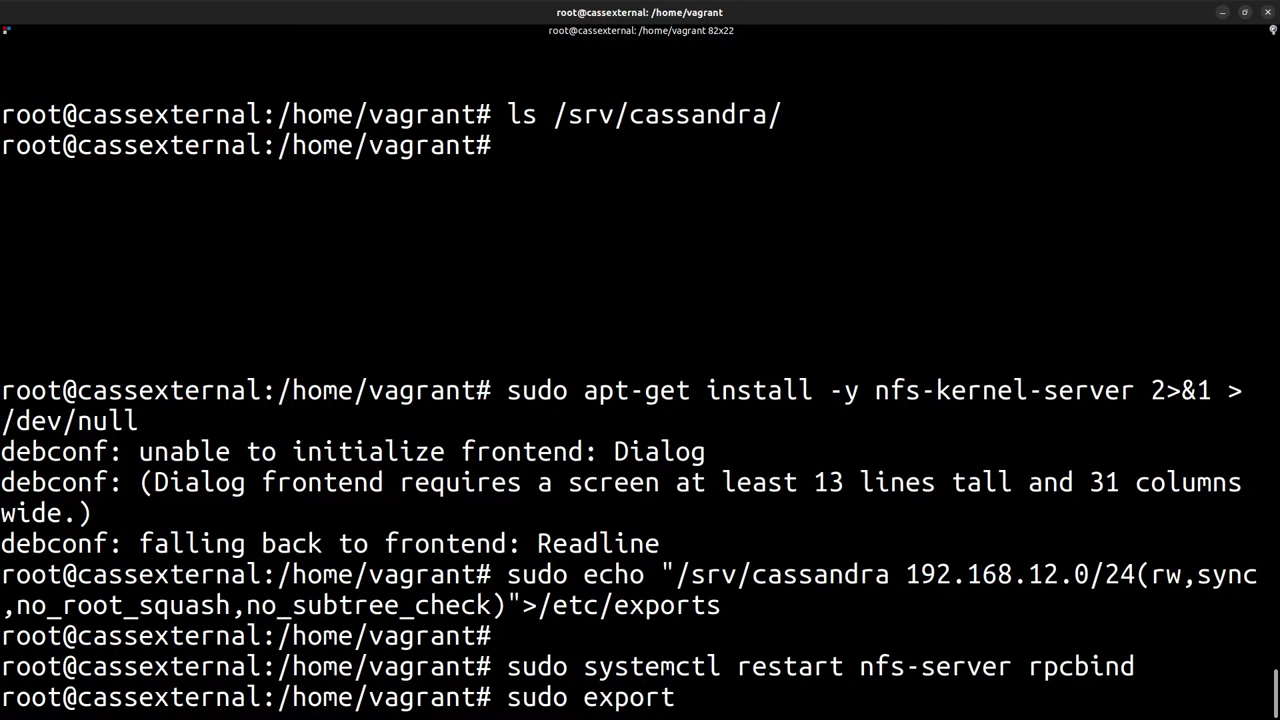 root@cassexternal: /home/vagrant
root@cassexternal: /home/vagrant 82x22
root@cassexternal:/home/vagrant# ls /srv/cassandra/
root@cassexternal:/home/vagrant#
root@cassexternal:/home/vagrant# sudo apt-get install -y nfs-kernel-server 2>&1 >
/dev/null
debconf: unable to initialize frontend: Dialog
debconf: (Dialog frontend requires a screen at least 13 lines tall and 31 columns
wide.)
debconf: falling back to frontend: Readline
root@cassexternal:/home/vagrant# sudo echo "/srv/cassandra 192.168.12.0/24(rw,sync
,no_root_squash,no_subtree_check)">/etc/exports
root@cassexternal:/home/vagrant#
root@cassexternal:/home/vagrant# sudo systemctl restart nfs-server rpcbind
root@cassexternal:/home/vagrant# sudo export